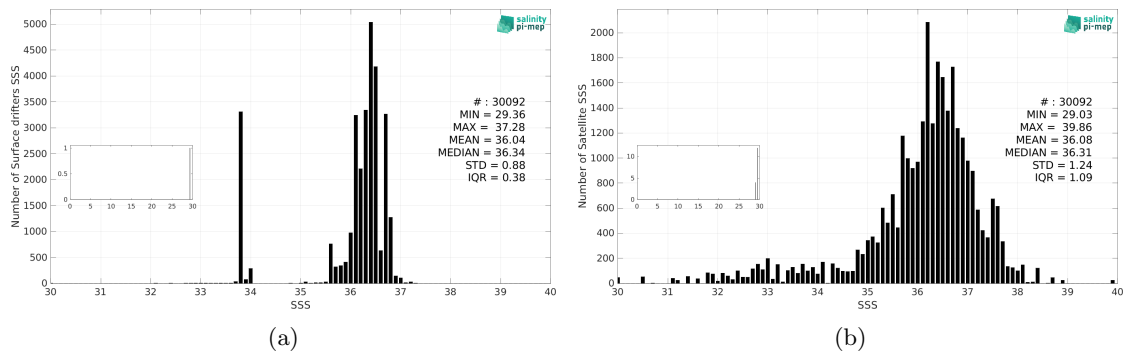 salinity
pi-mep
Number of Surface drifters SSS
5000
4500
4000
3500
3000
2500
2000
1500
1000
500
0
# : 30092
MIN = 29.36
MAX = 37.28
MEAN = 36.04
MEDIAN = 36.34
STD = 0.88
IQR = 0.38
1
0.5
0
0 5 10 15 20 25 30
30 31 32 33 34 35 36 37 38 39 40
SSS
(a)
salinity
pi-mep
Number of Satellite SSS
2000
1800
1600
1400
1200
1000
800
600
400
200
0
# : 30092
MIN = 29.03
MAX = 39.86
MEAN = 36.08
MEDIAN = 36.31
STD = 1.24
IQR = 1.09
10
5
0
0 5 10 15 20 25 30
30 31 32 33 34 35 36 37 38 39 40
SSS
(b)